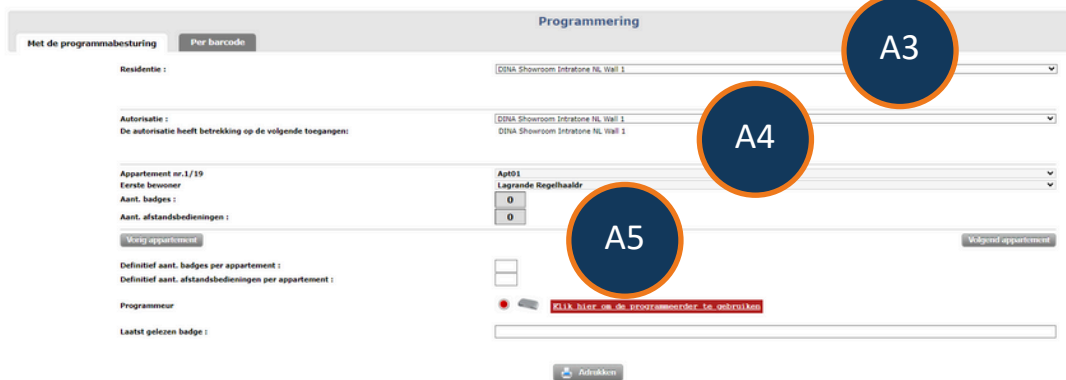 Programmering
Met de programmabesturing
Per barcode
A3
Residentie :
DINA Showroom Intratone NL Wall 1
Autorisatie :
DINA Showroom Intratone NL Wall 1
De autorisatie heeft betrekking op de volgende toegangen:
DINA Showroom Intratone NL Wall 1
A4
Appartement nr.1/19
Apt01
Eerste bewoner
Lagrande Regelhaaldr
Aant. badges :
0
Aant. afstandsbedieningen :
0
A5
Vorig appartement
Volgend appartement
Definitief aant. badges per appartement :
Definitief aant. afstandsbedieningen per appartement :
Programmeur
Klik hier om de programmeerder te gebruiken
Laatst gelezen badge :
Adrukken